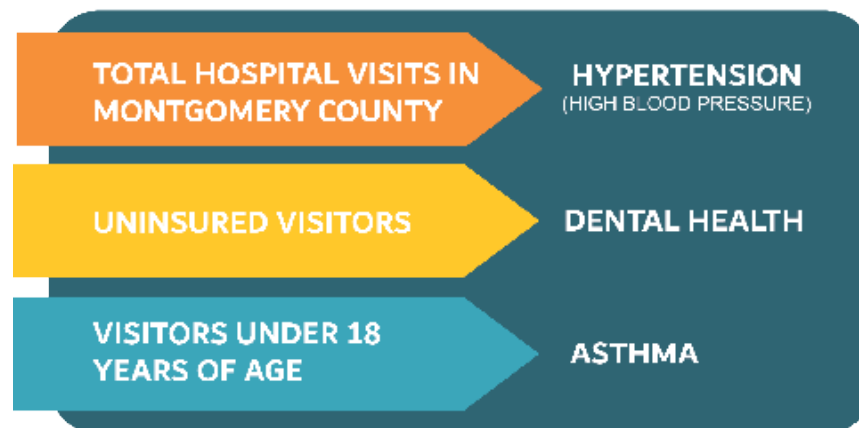 TOTAL HOSPITAL VISITS IN
MONTGOMERY COUNTY
HYPERTENSION
(HIGH BLOOD PRESSURE)
UNINSURED VISITORS
DENTAL HEALTH
VISITORS UNDER 18
YEARS OF AGE
ASTHMA